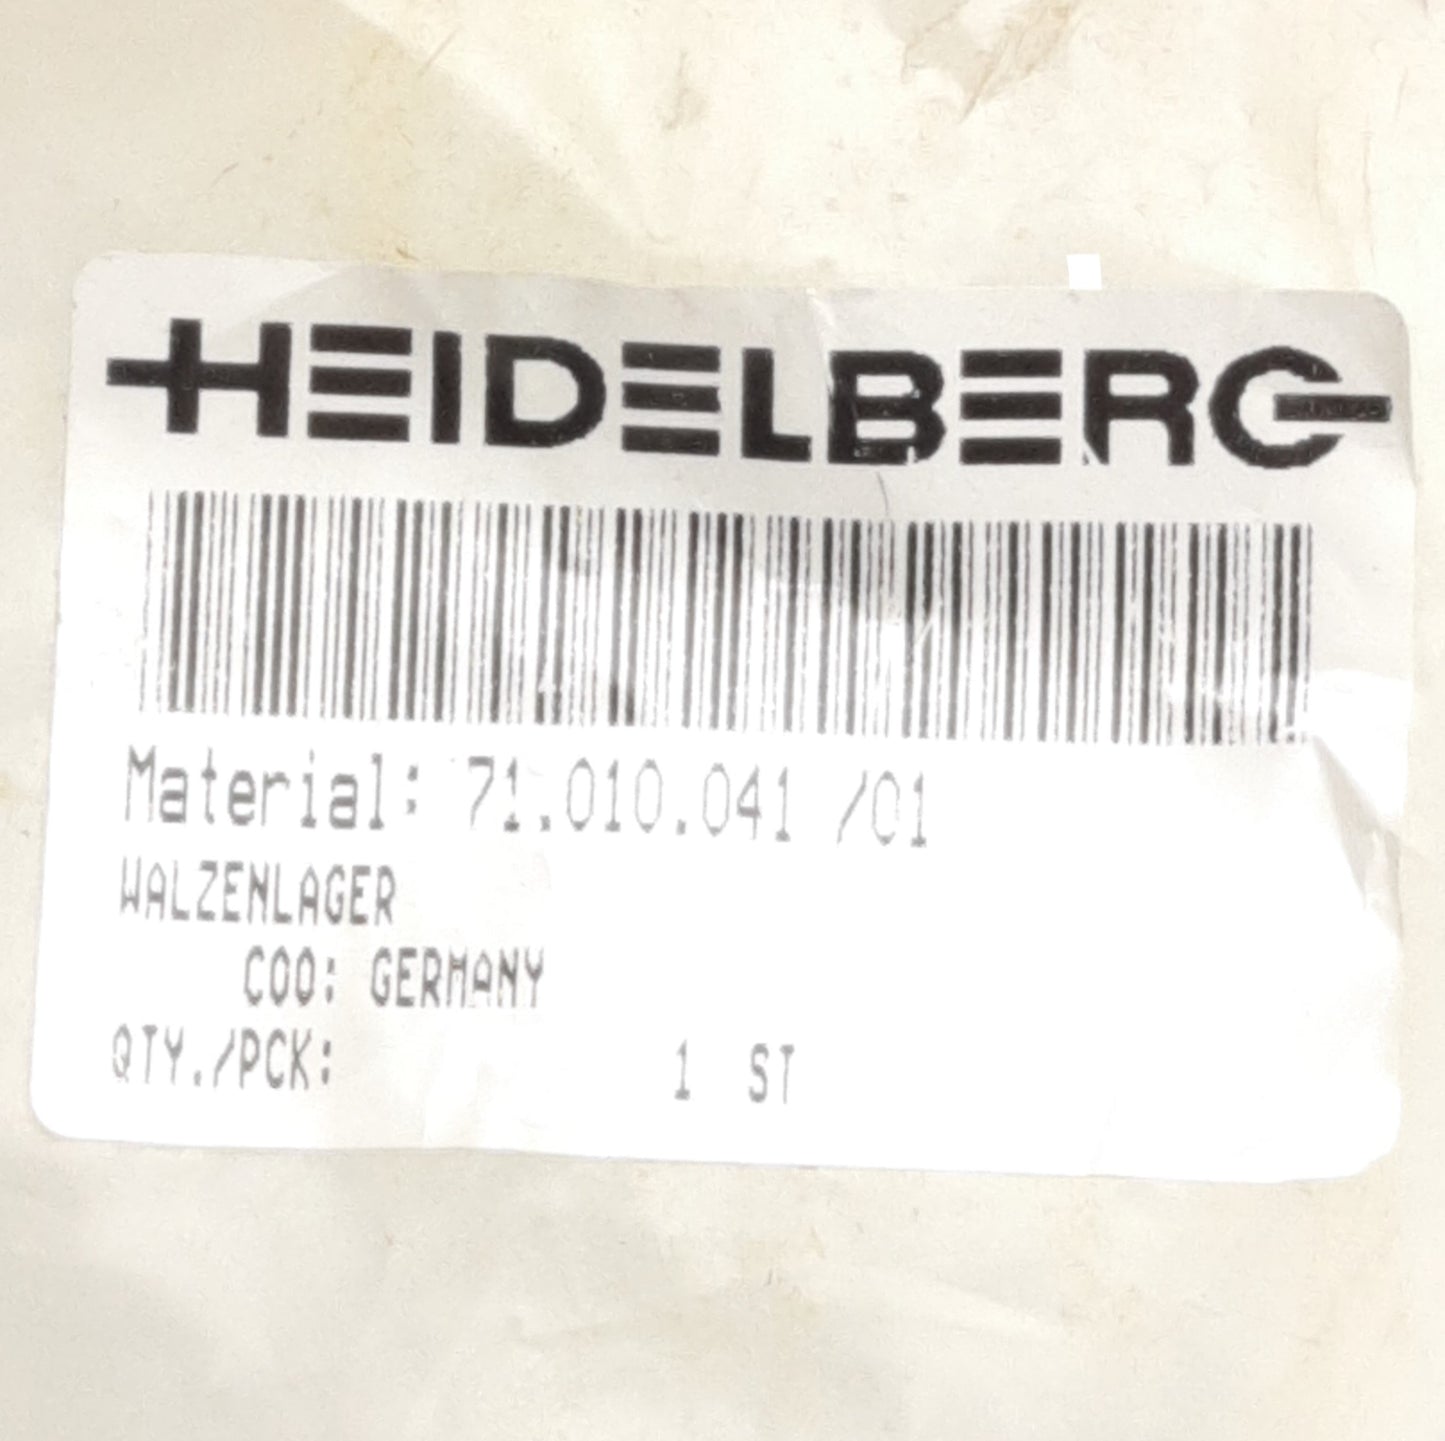 HEIDELBERG
Material: 71.010.041 /01
WALZENLAGER
COO: GERMANY
QTY./PCK: 1 ST